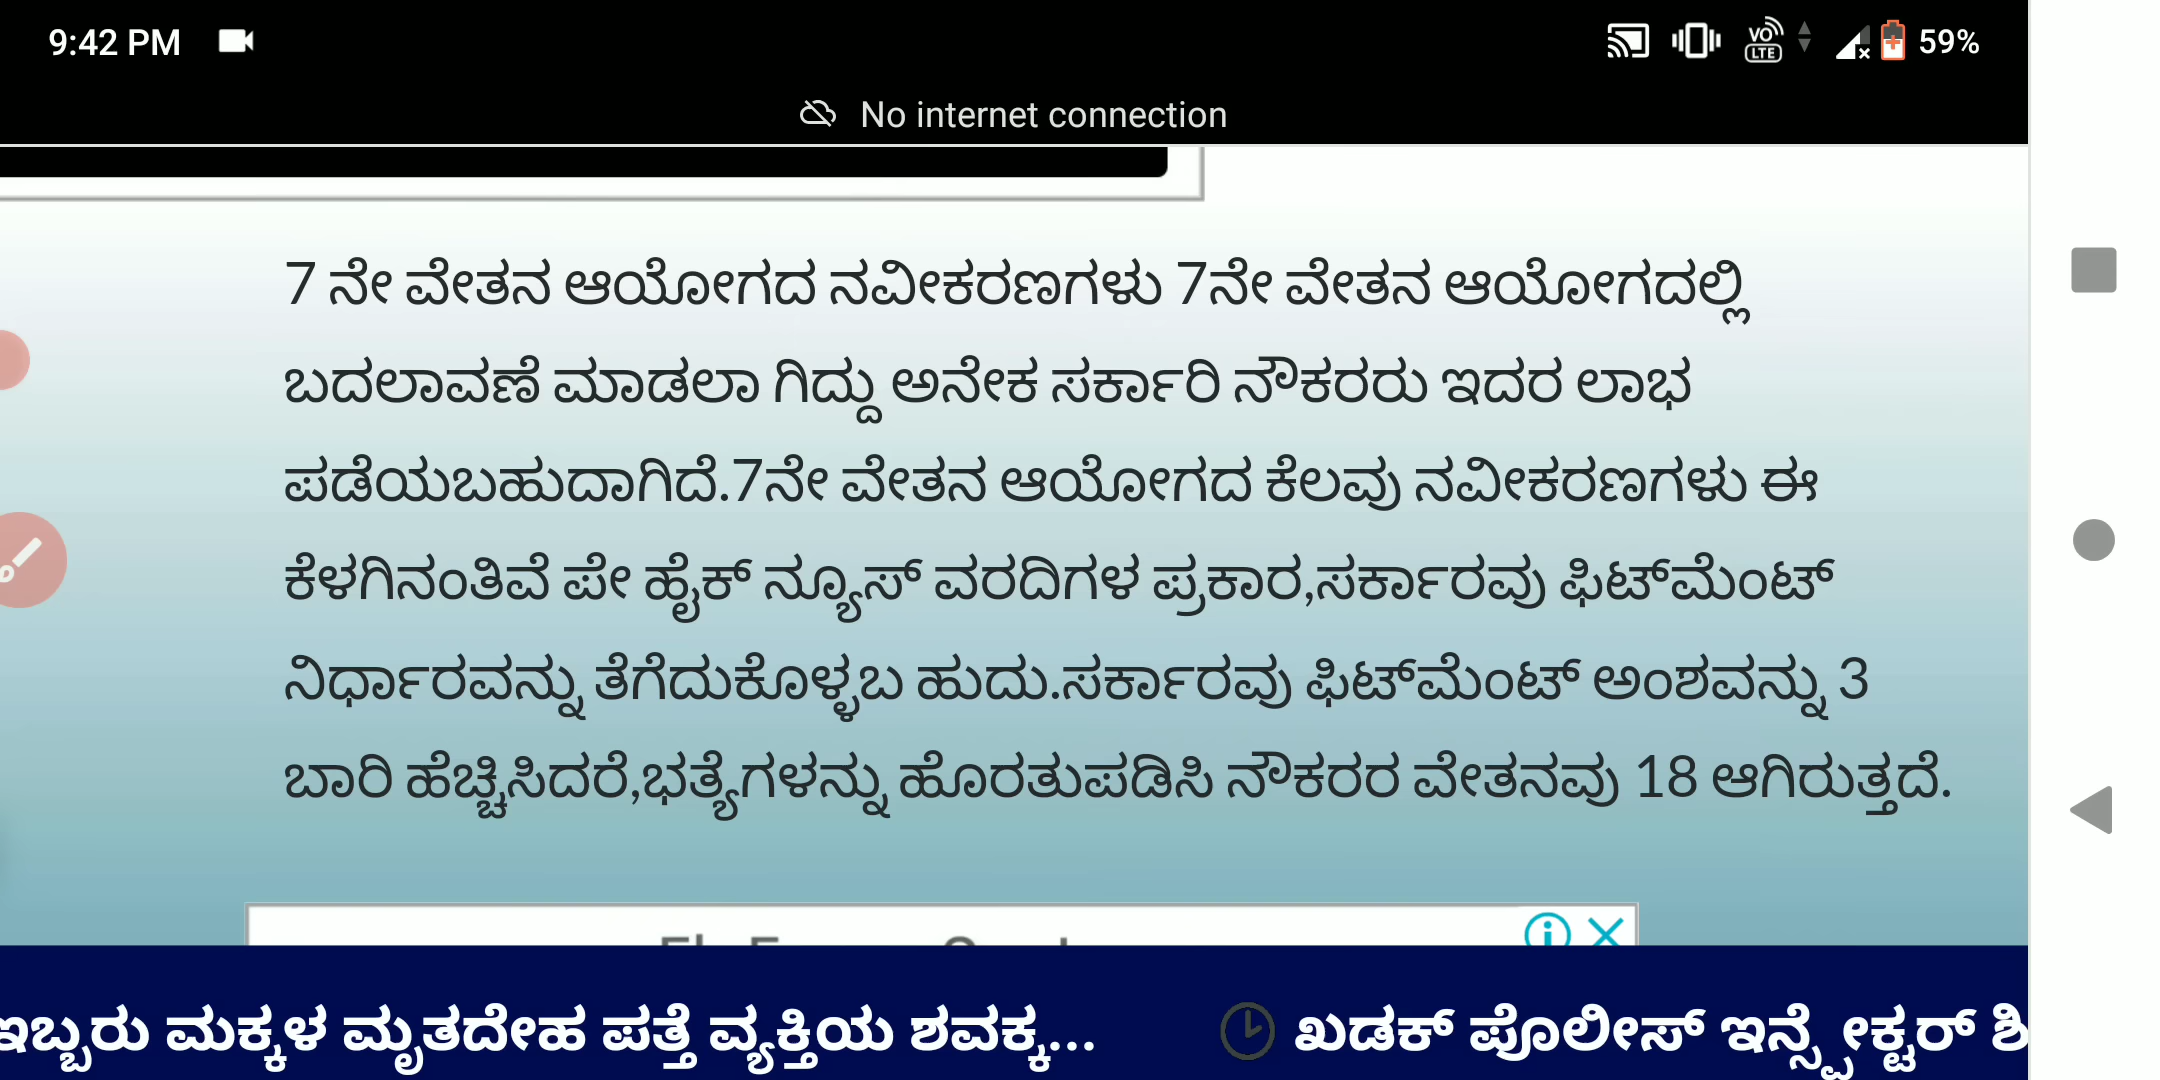 9:42 PM
VO LTE
59%
No internet connection
7 ನೇ ವೇತನ ಆಯೋಗದ ನವೀಕರಣಗಳು 7ನೇ ವೇತನ ಆಯೋಗದಲ್ಲಿ
ಬದಲಾವಣೆ ಮಾಡಲಾ ಗಿದ್ದು ಅನೇಕ ಸರ್ಕಾರಿ ನೌಕರರು ಇದರ ಲಾಭ
ಪಡೆಯಬಹುದಾಗಿದೆ.7ನೇ ವೇತನ ಆಯೋಗದ ಕೆಲವು ನವೀಕರಣಗಳು ಈ
ಕೆಳಗಿನಂತಿವೆ ಪೇ ಹೈಕ್ ನ್ಯೂಸ್ ವರದಿಗಳ ಪ್ರಕಾರ,ಸರ್ಕಾರವು ಫಿಟ್‌ಮೆಂಟ್
ನಿರ್ಧಾರವನ್ನು ತೆಗೆದುಕೊಳ್ಳಬ ಹುದು.ಸರ್ಕಾರವು ಫಿಟ್‌ಮೆಂಟ್ ಅಂಶವನ್ನು 3
ಬಾರಿ ಹೆಚ್ಚಿಸಿದರೆ,ಭತ್ಯೆಗಳನ್ನು ಹೊರತುಪಡಿಸಿ ನೌಕರರ ವೇತನವು 18 ಆಗಿರುತ್ತದೆ.
ಇಬ್ಬರು ಮಕ್ಕಳ ಮೃತದೇಹ ಪತ್ತೆ ವ್ಯಕ್ತಿಯ ಶವಕ್ಕ... ಖಡಕ್ ಪೊಲೀಸ್ ಇನ್ಸ್ಪೇಕ್ಟರ್ ಶಿ